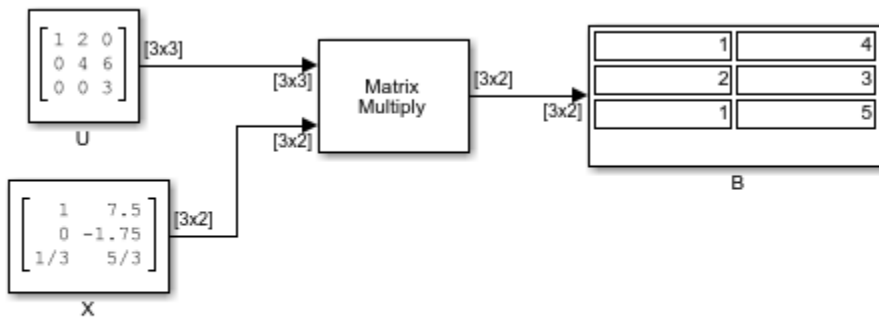 1 2 0
0 4 6
0 0 3
[3x3]
U
[3x3]
[3x2]
Matrix
Multiply
[3x2]
[3x2]
1 4
2 3
1 5
B
1 7.5
0 -1.75
1/3 5/3
[3x2]
X